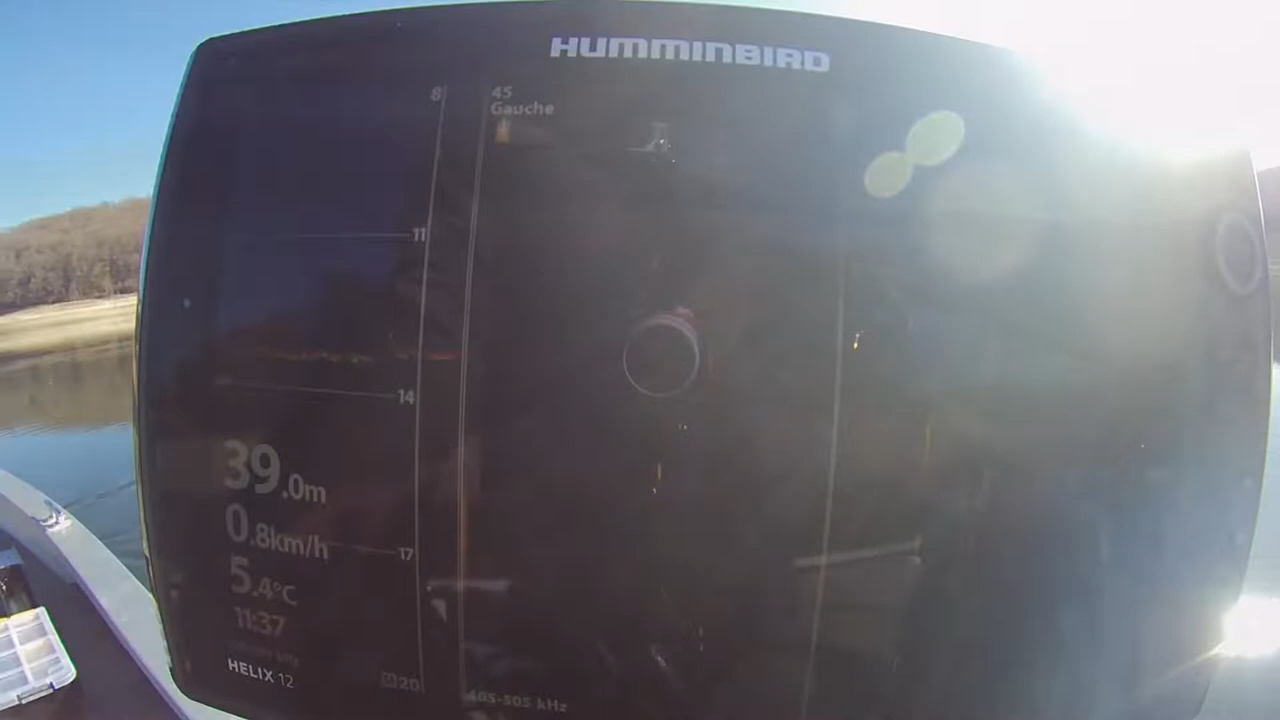 HUMMINBIRD
8
45
Gauche
11
14
39.0m
0.8km/h
17
5.4°C
11:37
HELIX 12
20
405-505 kHz